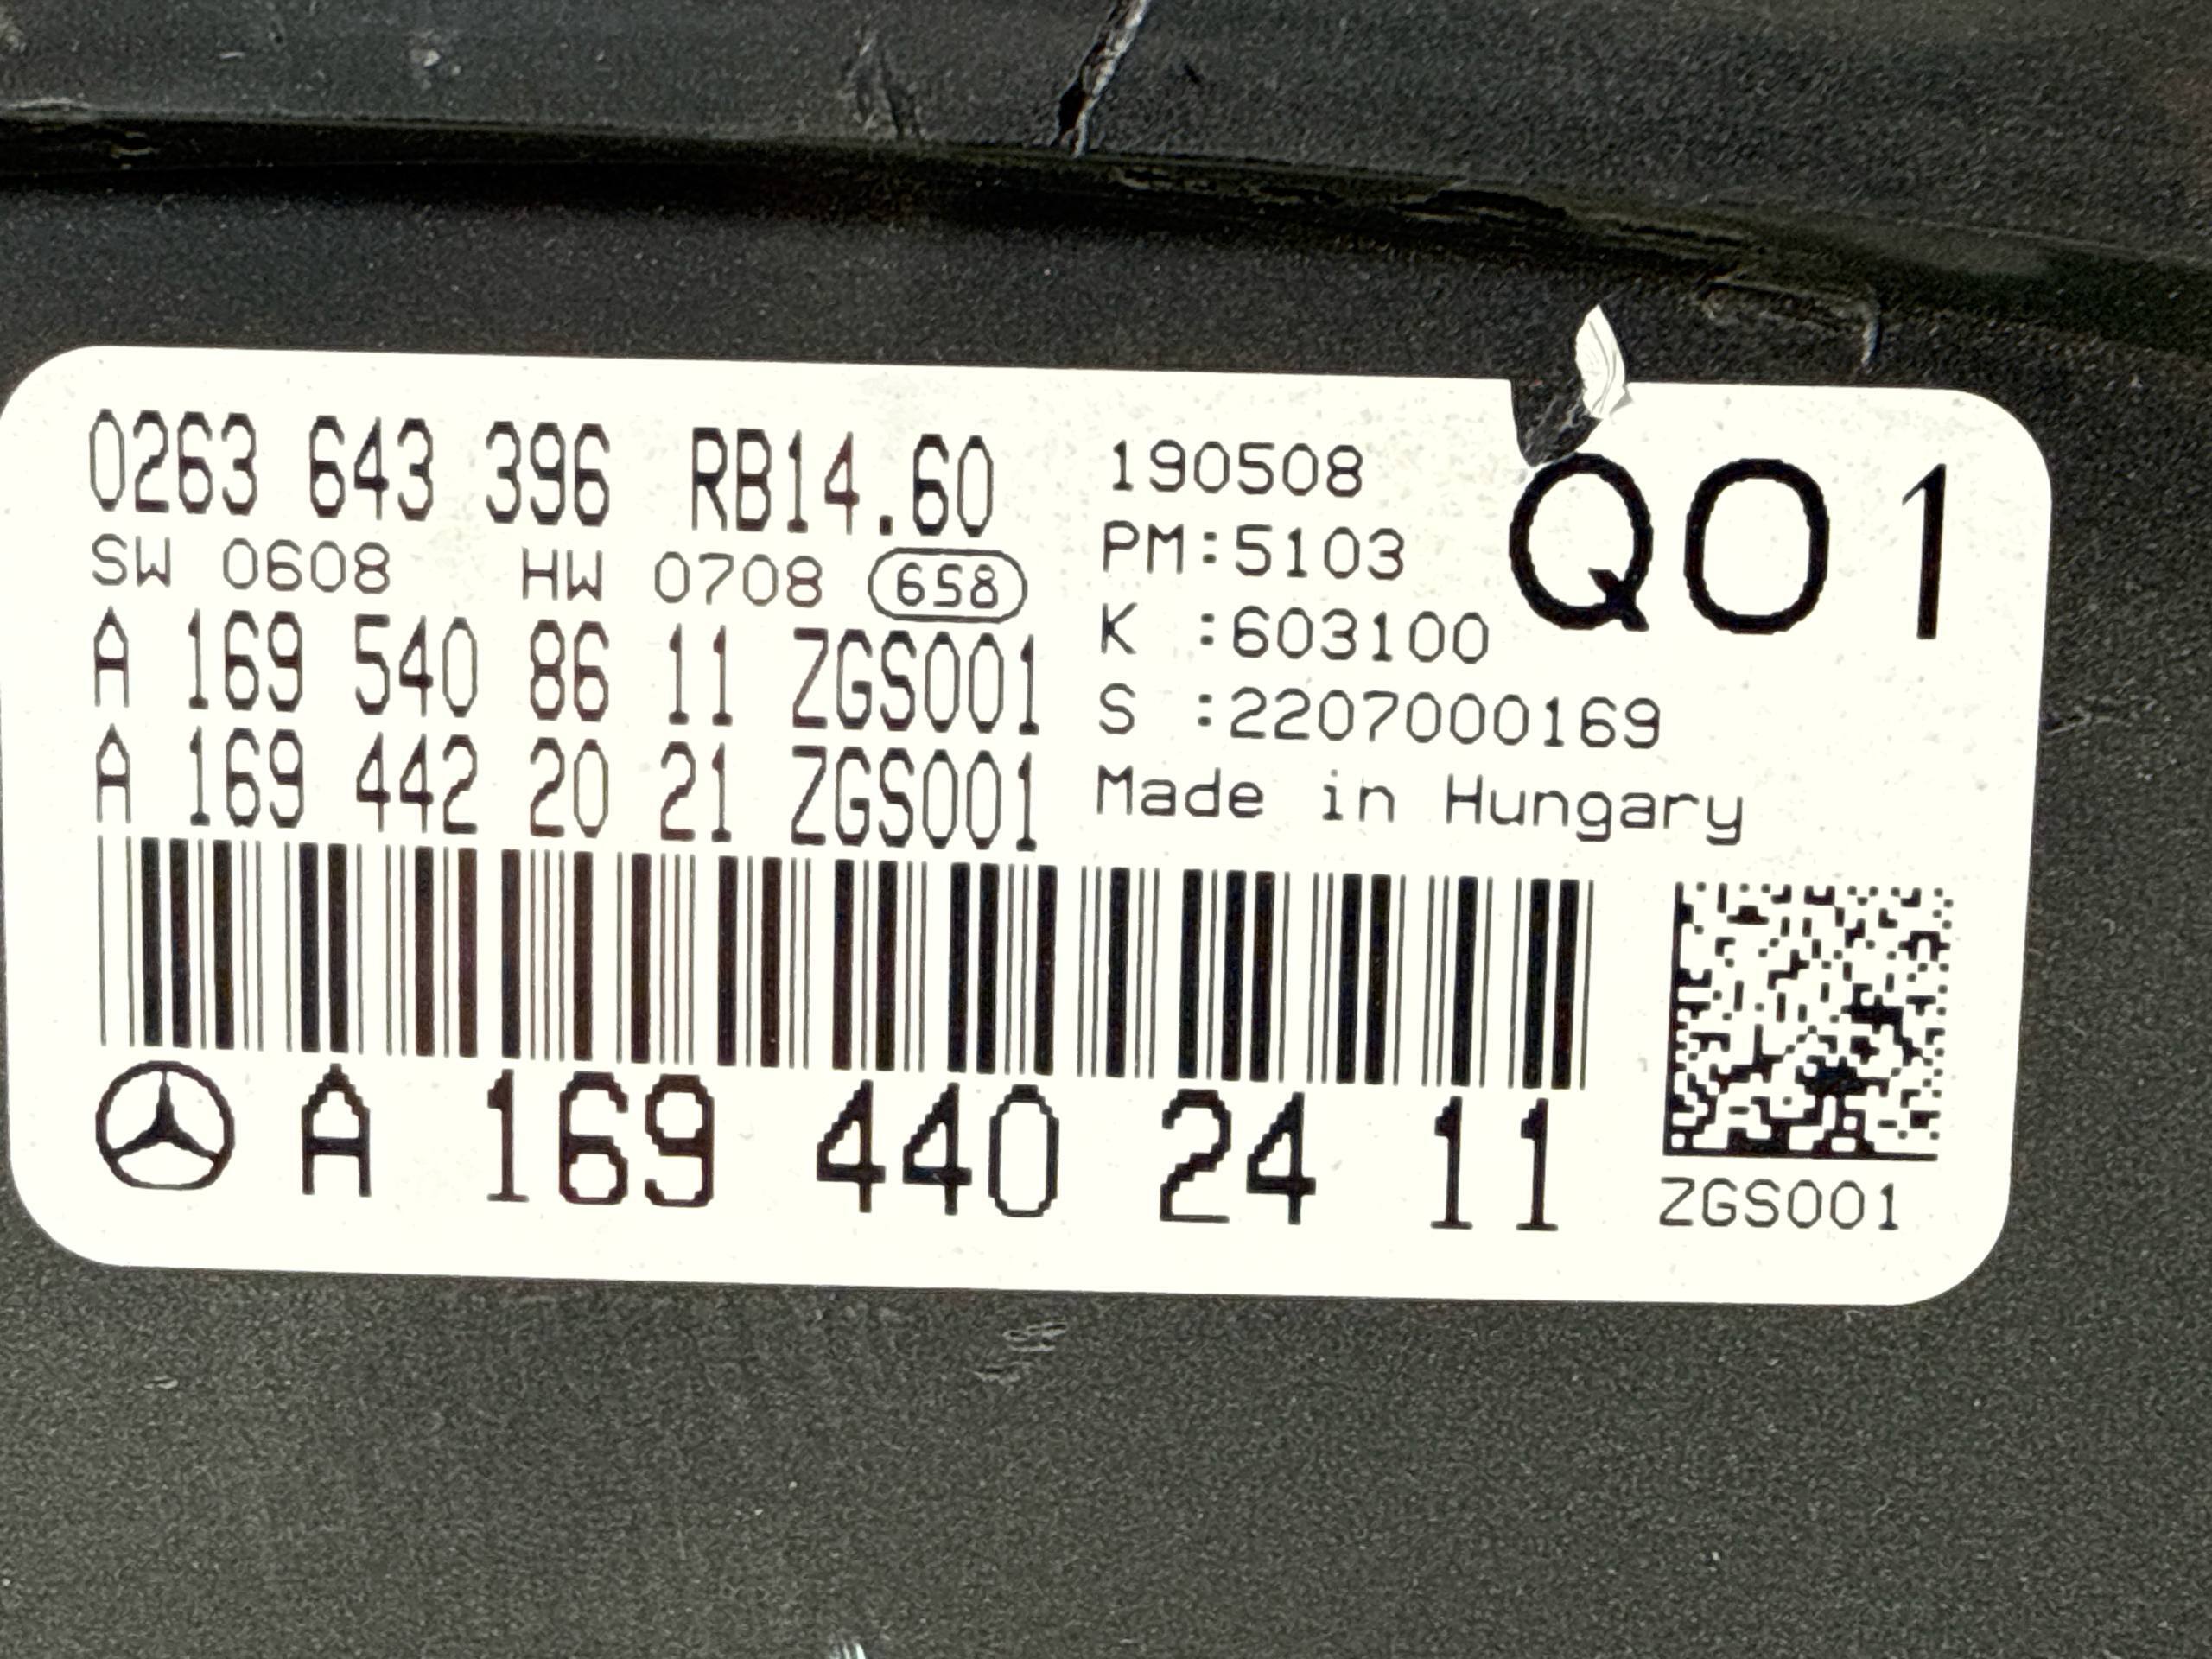 0263 643 396 RB14.60
SW 0608 HW 0708 658
A 169 540 86 11 ZGS001
A 169 442 20 21 ZGS001
190508
PM:5103
K :603100
S :2207000169
Made in Hungary
Q01
A 169 440 24 11
ZGS001